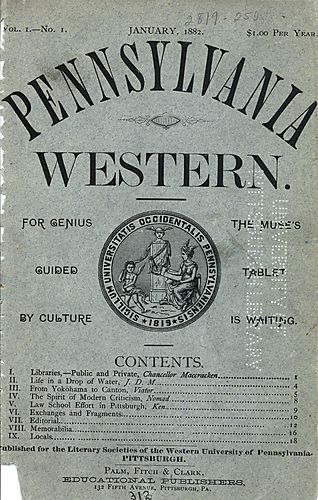 2819-250
VOL. 1.—No. 1. JANUARY, 1882. $1.00 PER YEAR.
PENNSYLVANIA
WESTERN.
FOR GENIUS THE MUSE'S
GUIDED TABLET
BY CULTURE IS WAITING.
SIGILLUM UNIVERSITATIS OCCIDENTALIS PENNSYLVANIENSIS
1819
CONTENTS.
I. Libraries,—Public and Private, Chancellor Maccracken 1
II. Life in a Drop of Water, J. D. M. 4
III. From Yokohama to Canton, Viator 5
IV. The Spirit of Modern Criticism, Nomad 8
V. Law School Effort in Pittsburgh, Ken 9
VI. Exchanges and Fragments 10
VII. Editorial 12
VIII. Memorabilia 16
IX. Locals 18
Published for the Literary Societies of the Western University of Pennsylvania.
PITTSBURGH.
PALM, FITCH & CLARK,
EDUCATIONAL PUBLISHERS,
132 FIFTH AVENUE, PITTSBURGH, PA.